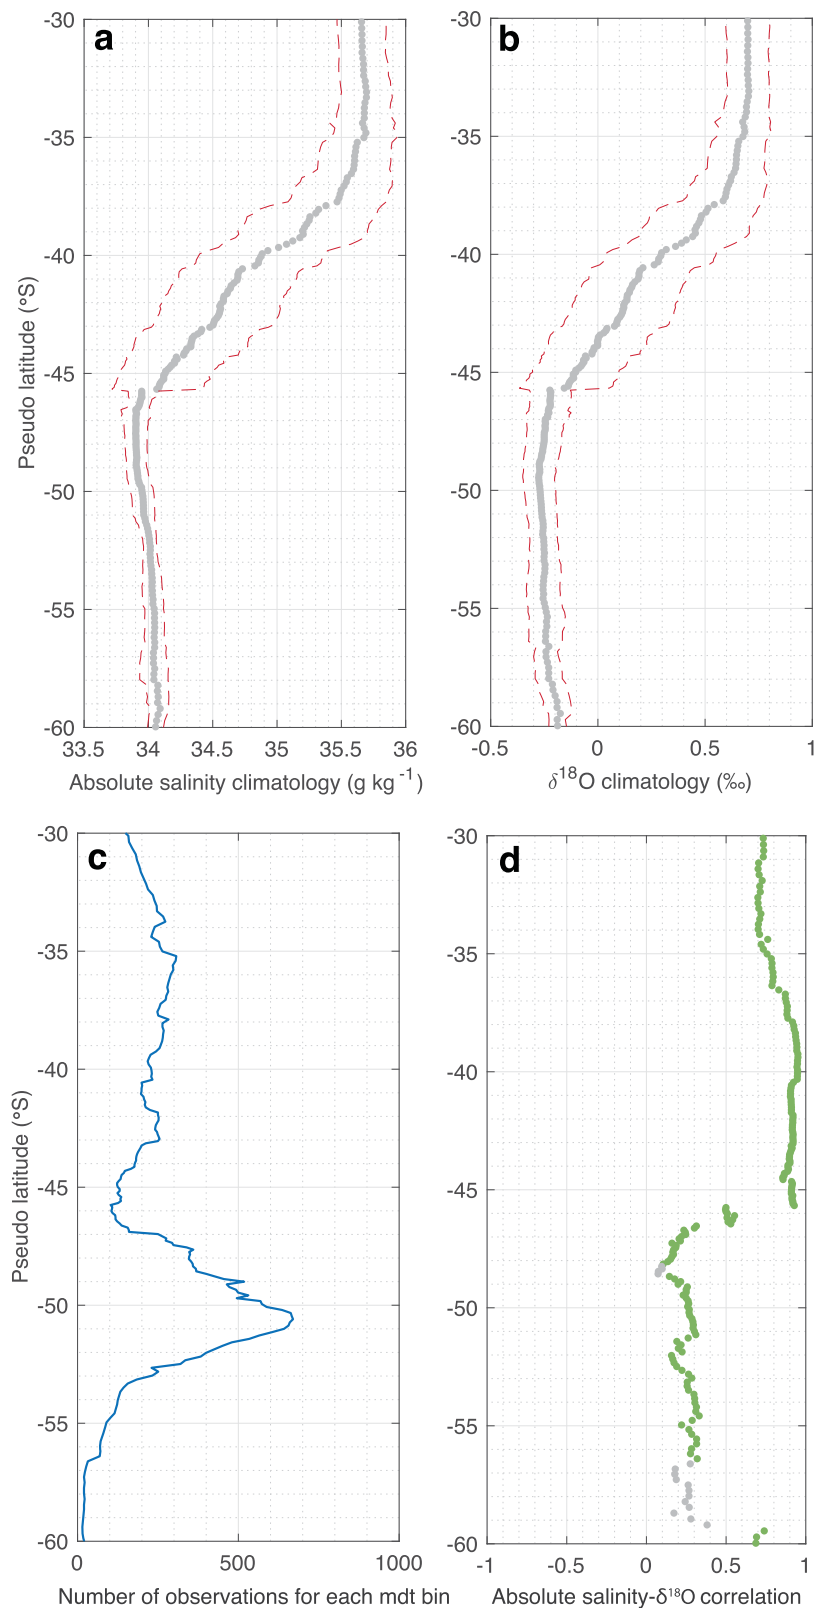 a
-30
-35
-40
-45
-50
-55
-60
Pseudo latitude (°S)
33.5 34 34.5 35 35.5 36
Absolute salinity climatology (g kg⁻¹)
b
-30
-35
-40
-45
-50
-55
-60
-0.5 0 0.5 1
δ¹⁸O climatology (‰)
c
-30
-35
-40
-45
-50
-55
-60
Pseudo latitude (°S)
0 500 1000
Number of observations for each mdt bin
d
-30
-35
-40
-45
-50
-55
-60
-1 -0.5 0 0.5 1
Absolute salinity-δ¹⁸O correlation